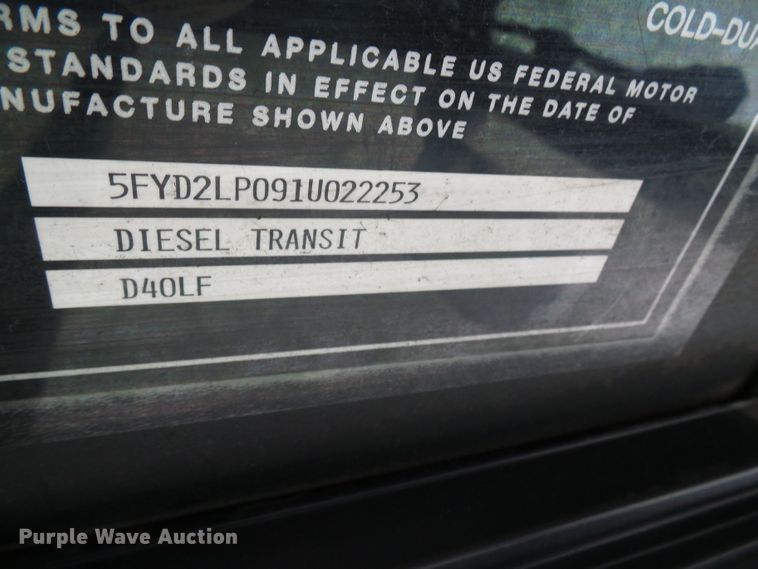 RMS TO ALL APPLICABLE US FEDERAL MOTOR
COLD-DUA
STANDARDS IN EFFECT ON THE DATE OF
NUFACTURE SHOWN ABOVE
5FYD2LP091U022253
DIESEL TRANSIT
D40LF
Purple Wave Auction